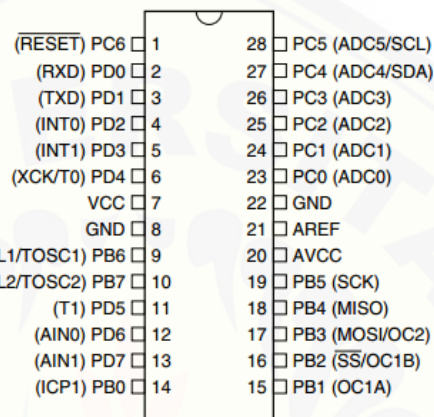 (RESET) PC6 1 28 PC5 (ADC5/SCL)
(RXD) PD0 2 27 PC4 (ADC4/SDA)
(TXD) PD1 3 26 PC3 (ADC3)
(INT0) PD2 4 25 PC2 (ADC2)
(INT1) PD3 5 24 PC1 (ADC1)
(XCK/T0) PD4 6 23 PC0 (ADC0)
VCC 7 22 GND
GND 8 21 AREF
L1/TOSC1) PB6 9 20 AVCC
L2/TOSC2) PB7 10 19 PB5 (SCK)
(T1) PD5 11 18 PB4 (MISO)
(AIN0) PD6 12 17 PB3 (MOSI/OC2)
(AIN1) PD7 13 16 PB2 (SS/OC1B)
(ICP1) PB0 14 15 PB1 (OC1A)